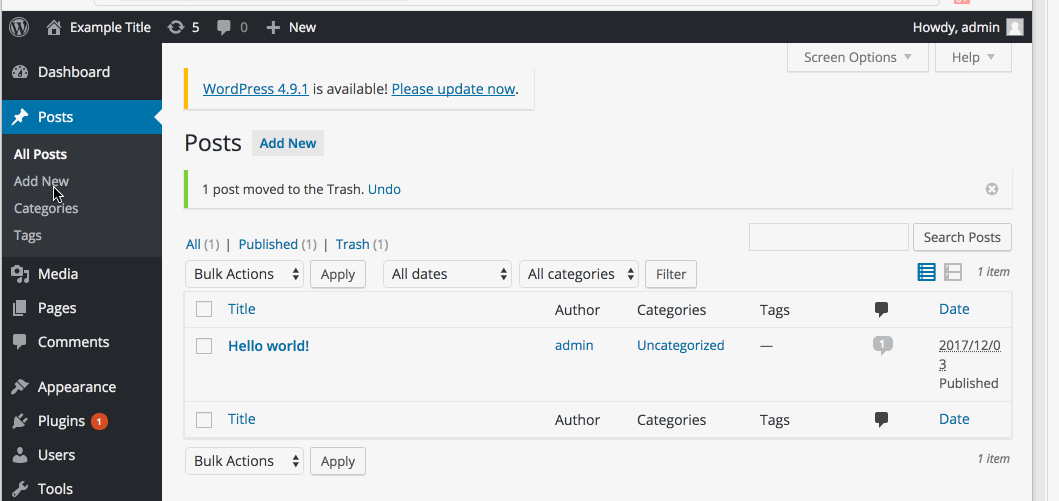 Example Title 5 0 New Howdy, admin
Dashboard
Posts
All Posts
Add New
Categories
Tags
Media
Pages
Comments
Appearance
Plugins 1
Users
Tools
Screen Options Help
WordPress 4.9.1 is available! Please update now.
Posts Add New
1 post moved to the Trash. Undo
All (1) | Published (1) | Trash (1)
Search Posts
Bulk Actions Apply All dates All categories Filter 1 item
Title Author Categories Tags Date
Hello world! admin Uncategorized — 1 2017/12/0
3
Published
Title Author Categories Tags Date
Bulk Actions Apply 1 item